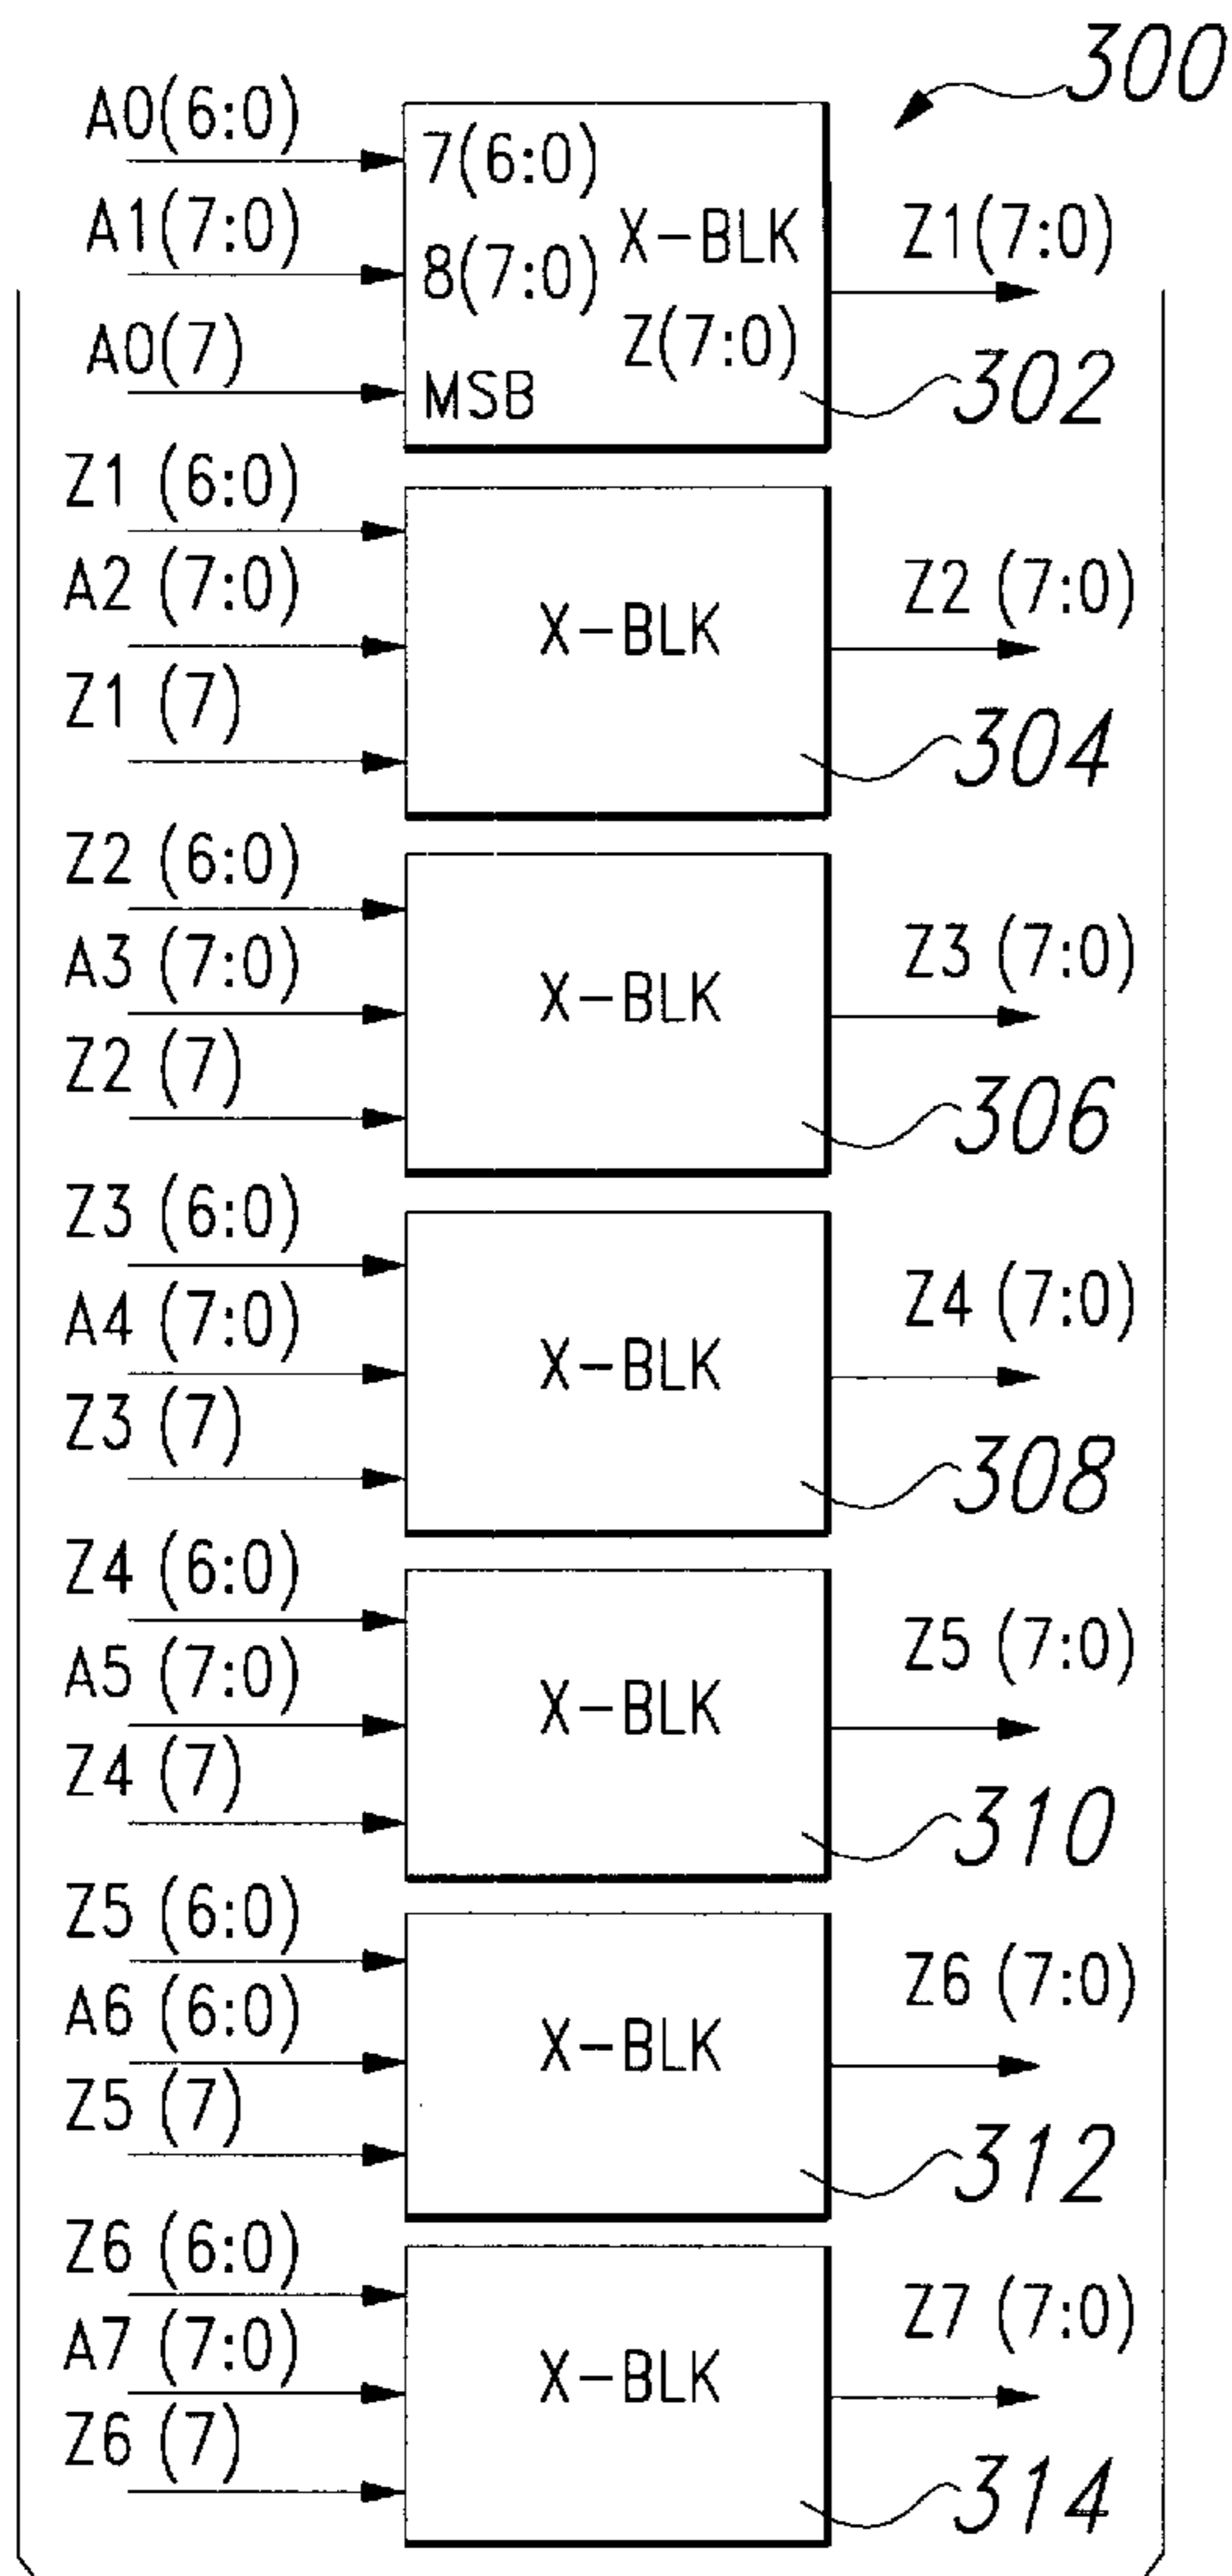 300
A0(6:0)
7(6:0)
A1(7:0)
8(7:0)
X-BLK
Z1(7:0)
A0(7)
MSB
Z(7:0)
302
Z1 (6:0)
A2 (7:0)
X-BLK
Z2 (7:0)
Z1 (7)
304
Z2 (6:0)
A3 (7:0)
X-BLK
Z3 (7:0)
Z2 (7)
306
Z3 (6:0)
A4 (7:0)
X-BLK
Z4 (7:0)
Z3 (7)
308
Z4 (6:0)
A5 (7:0)
X-BLK
Z5 (7:0)
Z4 (7)
310
Z5 (6:0)
A6 (6:0)
X-BLK
Z6 (7:0)
Z5 (7)
312
Z6 (6:0)
A7 (7:0)
X-BLK
Z7 (7:0)
Z6 (7)
314